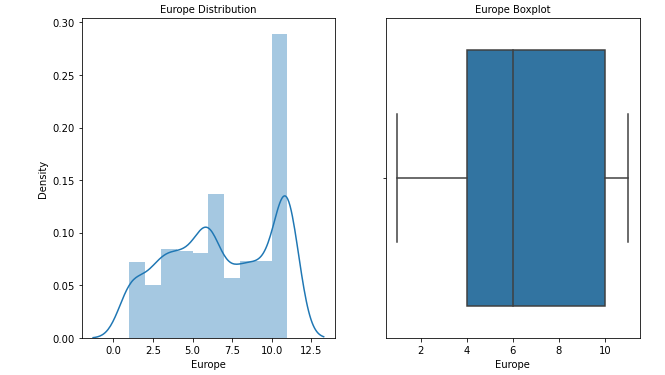 Europe Distribution
0.30
0.25
0.20
0.15
0.10
0.05
0.00
Density
0.0 2.5 5.0 7.5 10.0 12.5
Europe
Europe Boxplot
2 4 6 8 10
Europe